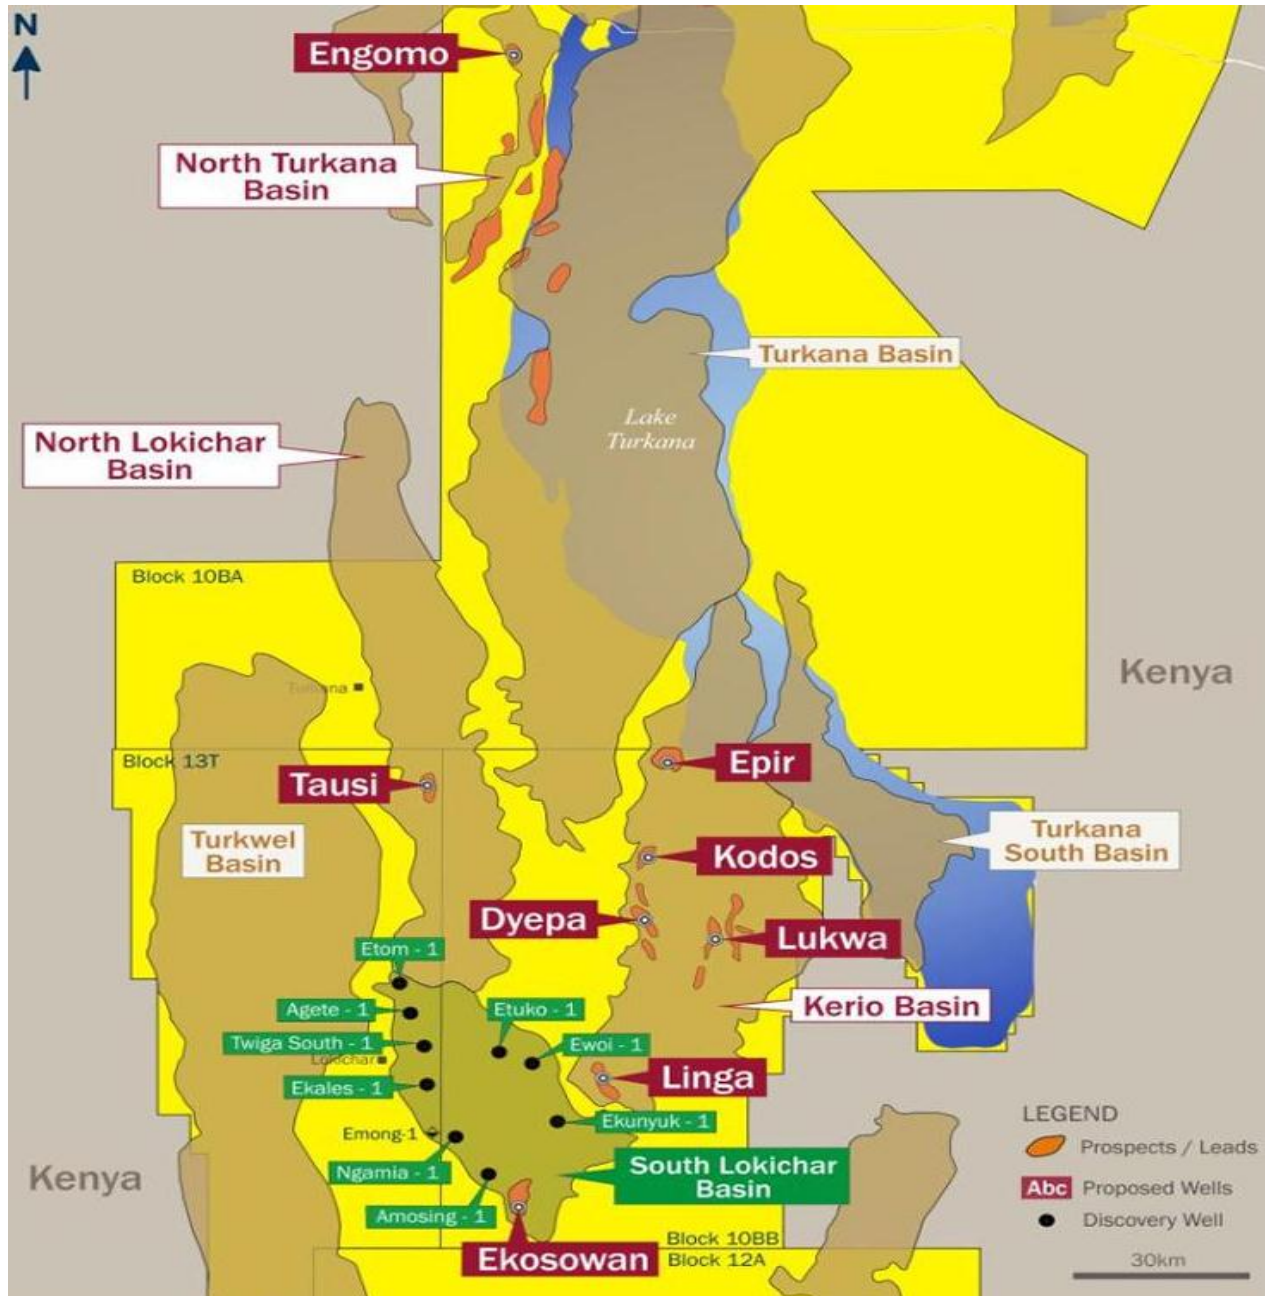 N
Engomo
North Turkana
Basin
Turkana Basin
Lake
Turkana
North Lokichar
Basin
Block 10BA
Kenya
Block 13T
Epir
Tausi
Turkwel
Basin
Turkana
South Basin
Kodos
Dyepa
Lukwa
Etom - 1
Kerio Basin
Agete - 1
Etuko - 1
Twiga South - 1
Ewoi - 1
Lokichar
Linga
Ekales - 1
Emong-1
Ekunyuk - 1
Ngamia - 1
South Lokichar
Basin
Kenya
Amosing - 1
Ekosowan
Block 10BB
Block 12A
LEGEND
Prospects / Leads
Abc Proposed Wells
Discovery Well
30km